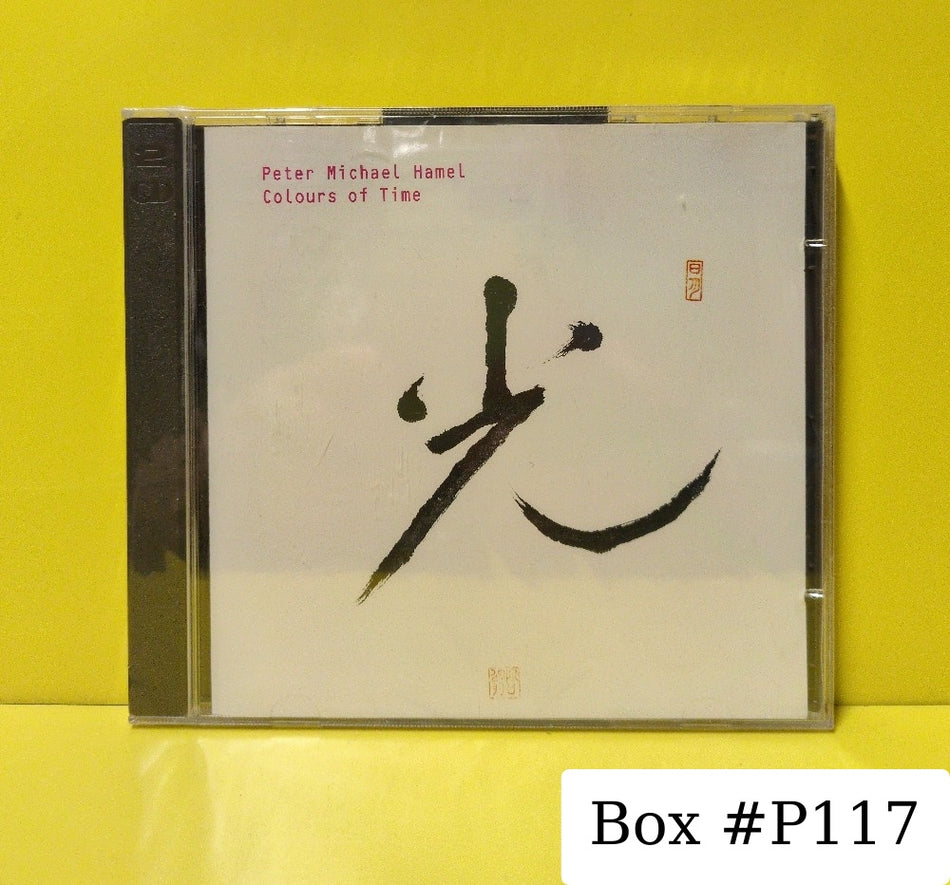 Peter Michael Hamel
Colours of Time
光
Box #P117